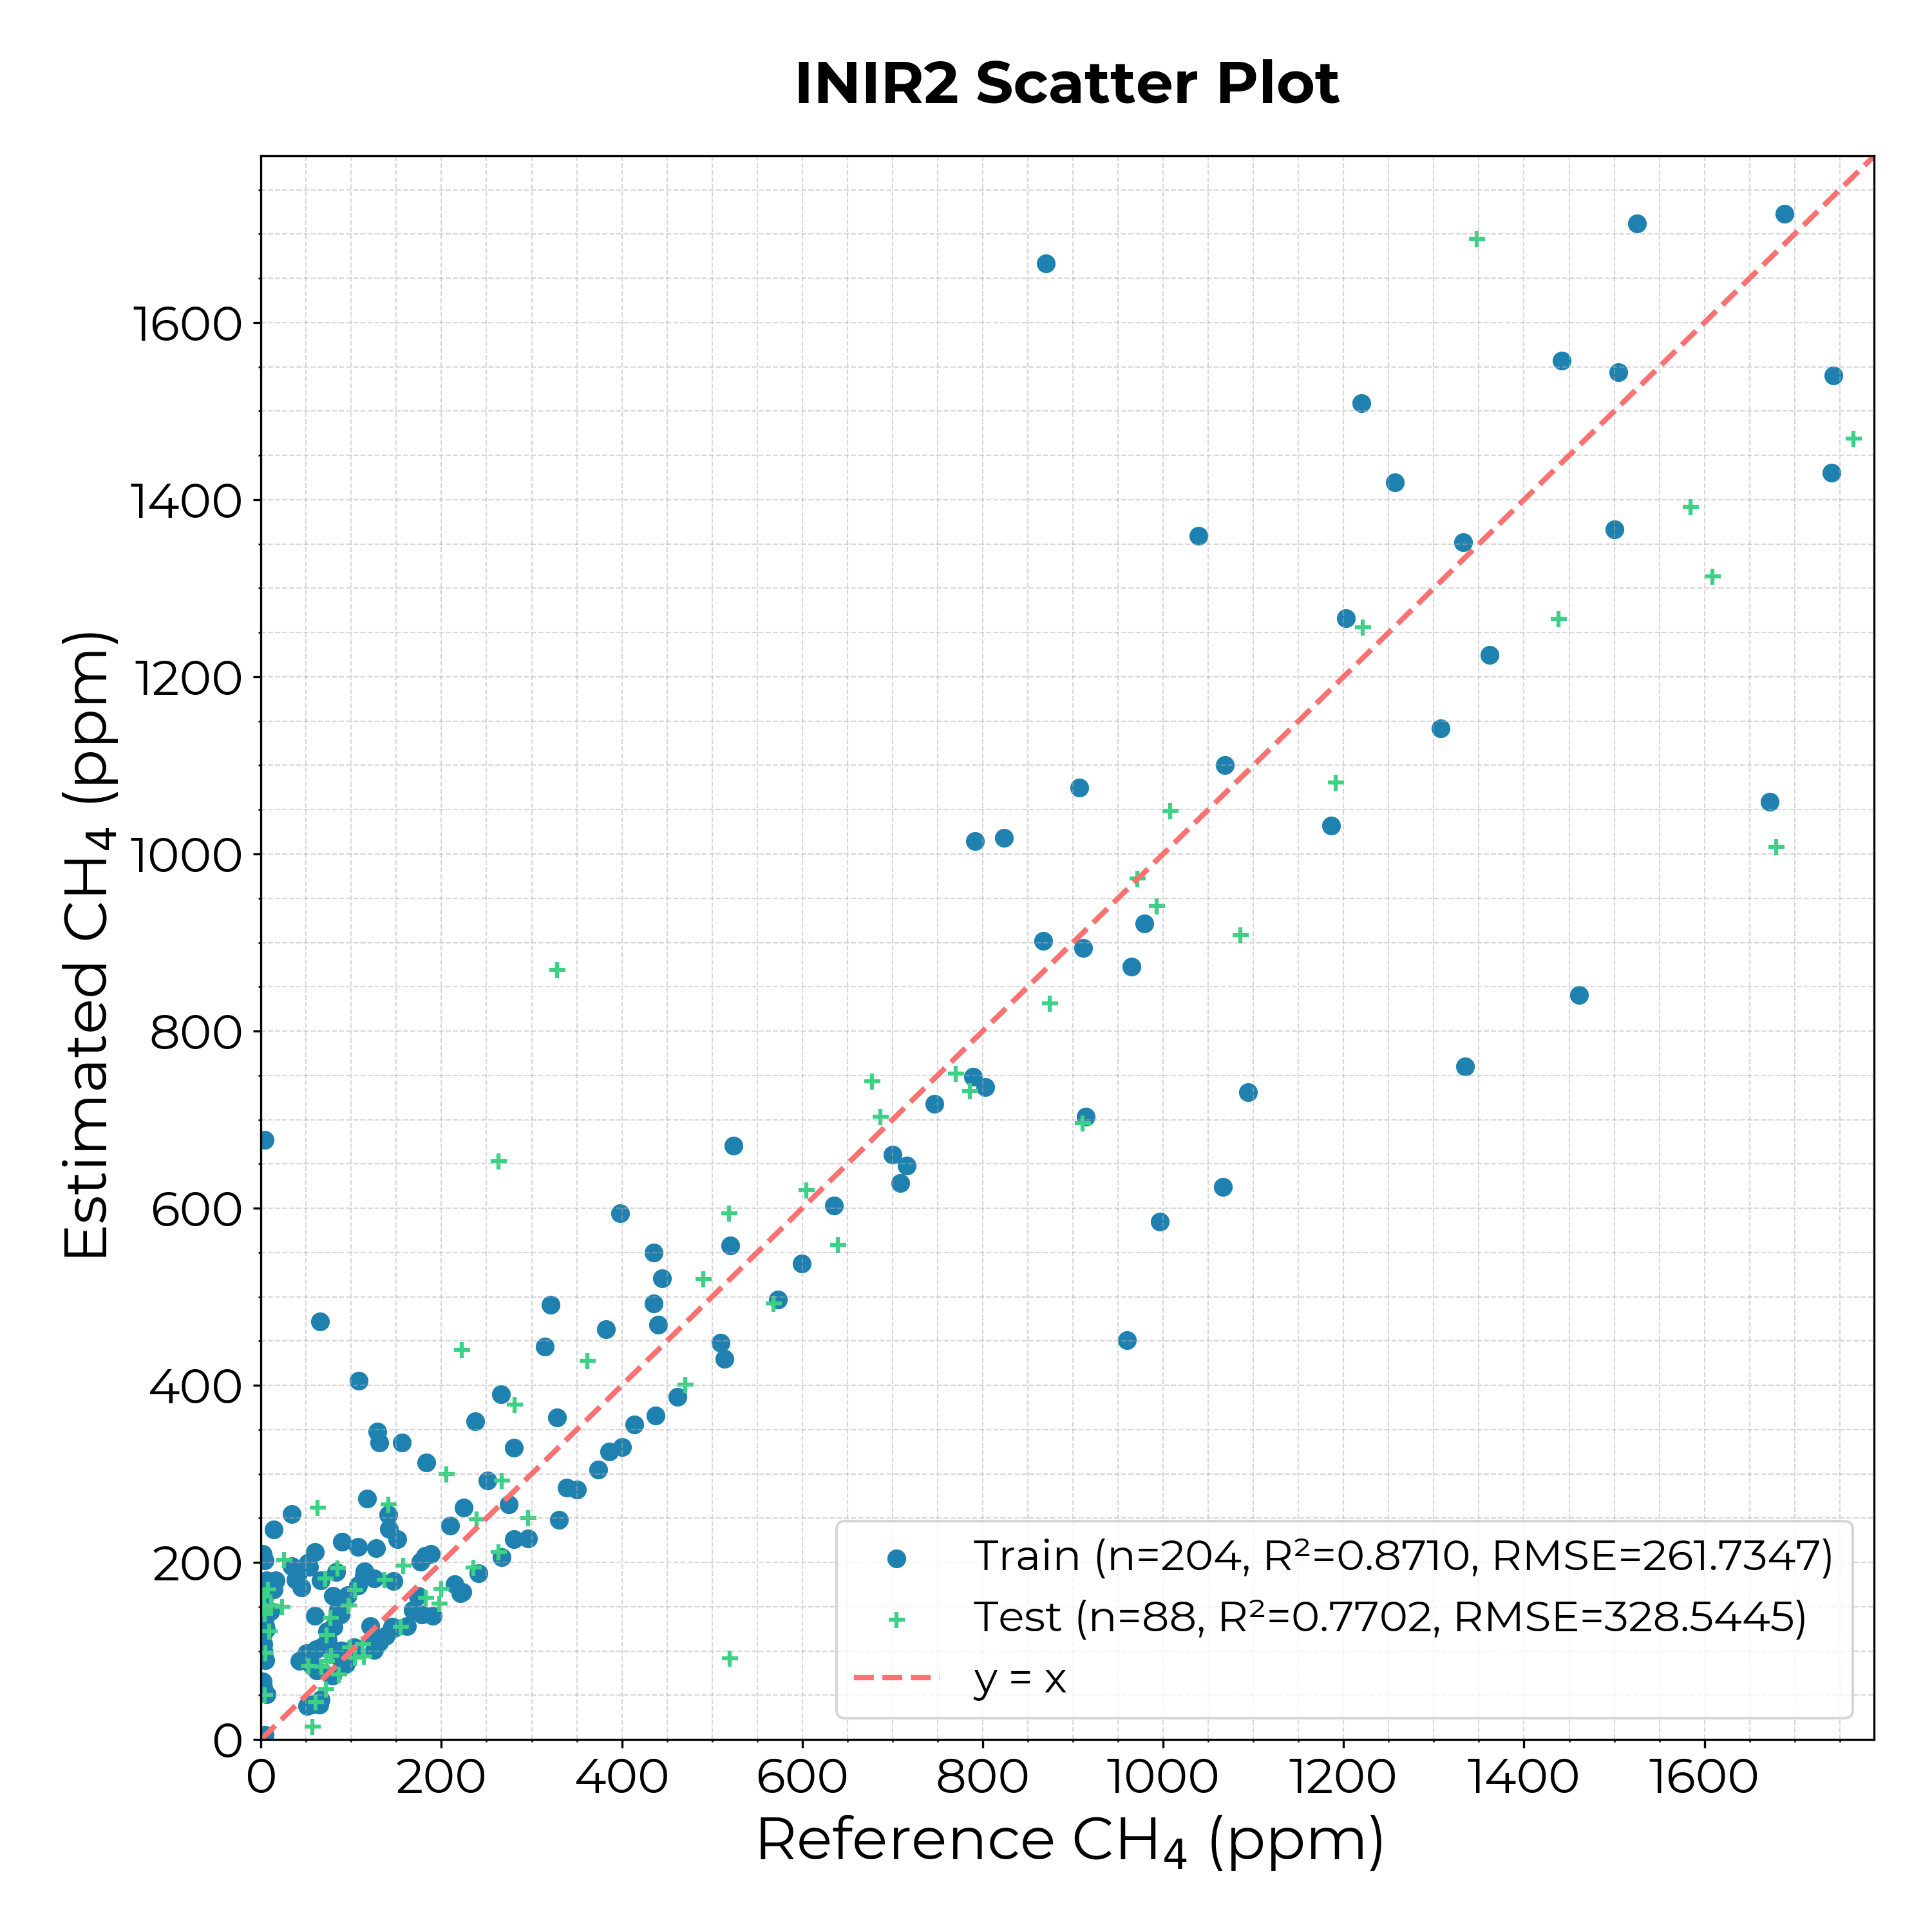 INIR2 Scatter Plot
Estimated CH₄ (ppm)
1600
1400
1200
1000
800
600
400
200
0
Train (n=204, R²=0.8710, RMSE=261.7347)
Test (n=88, R²=0.7702, RMSE=328.5445)
y = x
0 200 400 600 800 1000 1200 1400 1600
Reference CH₄ (ppm)